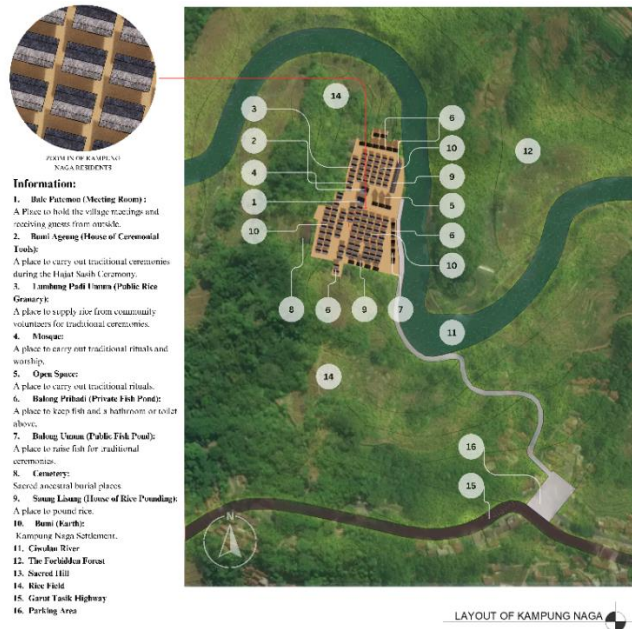 ZOOM IN OF KAMPUNG
NAGA RESIDENTS
Information:
1. Bale Patemon (Meeting Room) :
A Place to hold the village meetings and
receiving guests from outside.
2. Bumi Ageung (House of Ceremonial
Tools):
A place to carry out traditional ceremonies
during the Hajat Sasih Ceremony.
3. Lumbung Padi Umum (Public Rice
Granary):
A place to supply rice from community
volunteers for traditional ceremonies.
4. Mosque:
A place to carry out traditional rituals and
worship.
5. Open Space:
A place to carry out traditional rituals.
6. Balong Pribadi (Private Fish Pond):
A place to keep fish and a bathroom or toilet
above.
7. Balong Umum (Public Fish Pond):
A place to raise fish for traditional
ceremonies.
8. Cemetery:
Sacred ancestral burial places.
9. Saung Lisung (House of Rice Pounding):
A place to pound rice.
10. Bumi (Earth):
Kampung Naga Settlement.
11. Ciwulan River
12. The Forbidden Forest
13. Sacred Hill
14. Rice Field
15. Garut Tasik Highway
16. Parking Area
14
3
6
2
10
12
4
9
1
5
10
6
10
8
6
9
7
11
14
16
15
N
LAYOUT OF KAMPUNG NAGA